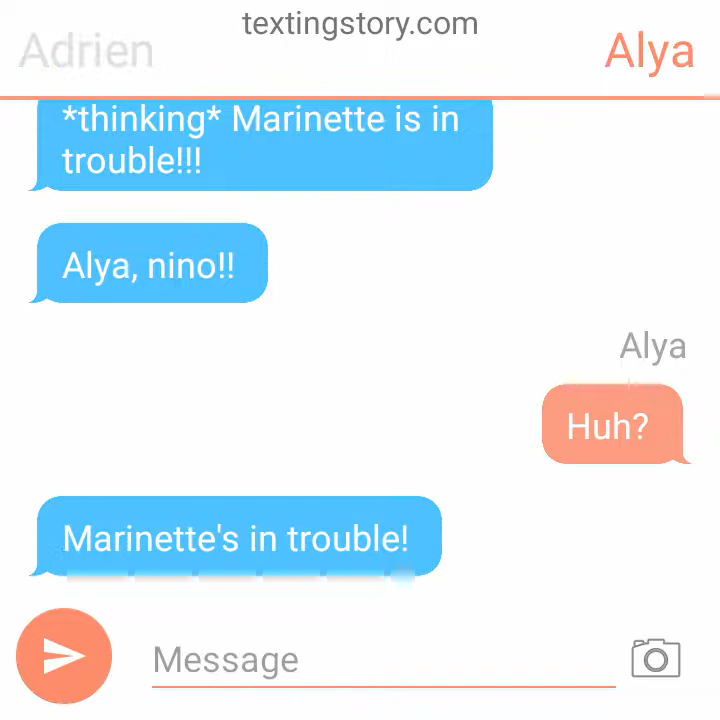 textingstory.com
Adrien
Alya
*thinking* Marinette is in
trouble!!!
Alya, nino!!
Alya
Huh?
Marinette's in trouble!
Message